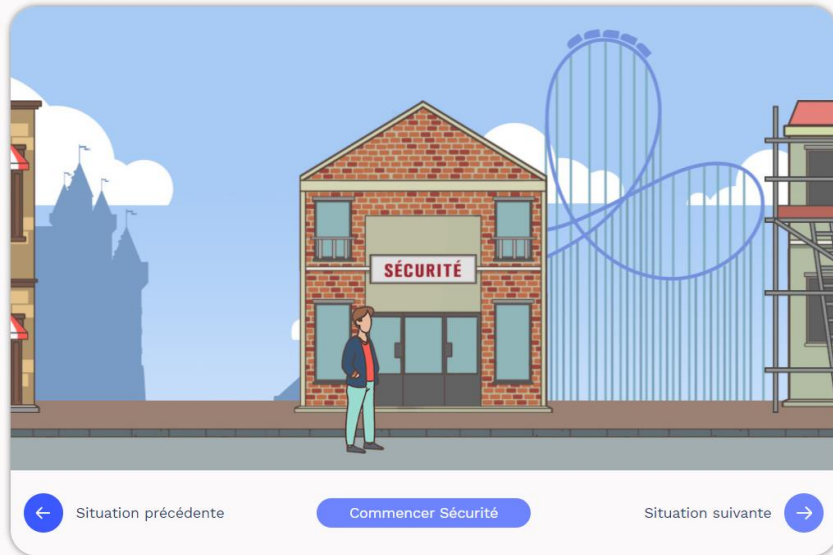 SÉCURITÉ
Situation précédente
Commencer Sécurité
Situation suivante